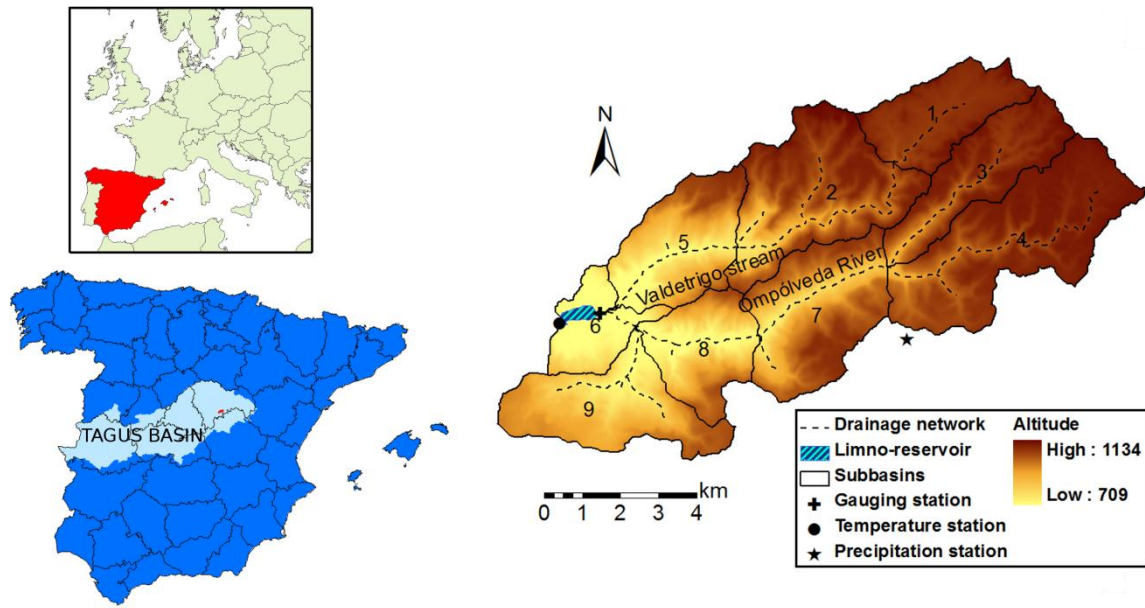 TAGUS BASIN
N
1
2
3
4
5
Valdetrigo stream
Ompólveda River
6
7
8
9
km
0 1 2 3 4
Drainage network
Limno-reservoir
Subbasins
Gauging station
Temperature station
Precipitation station
Altitude
High : 1134
Low : 709